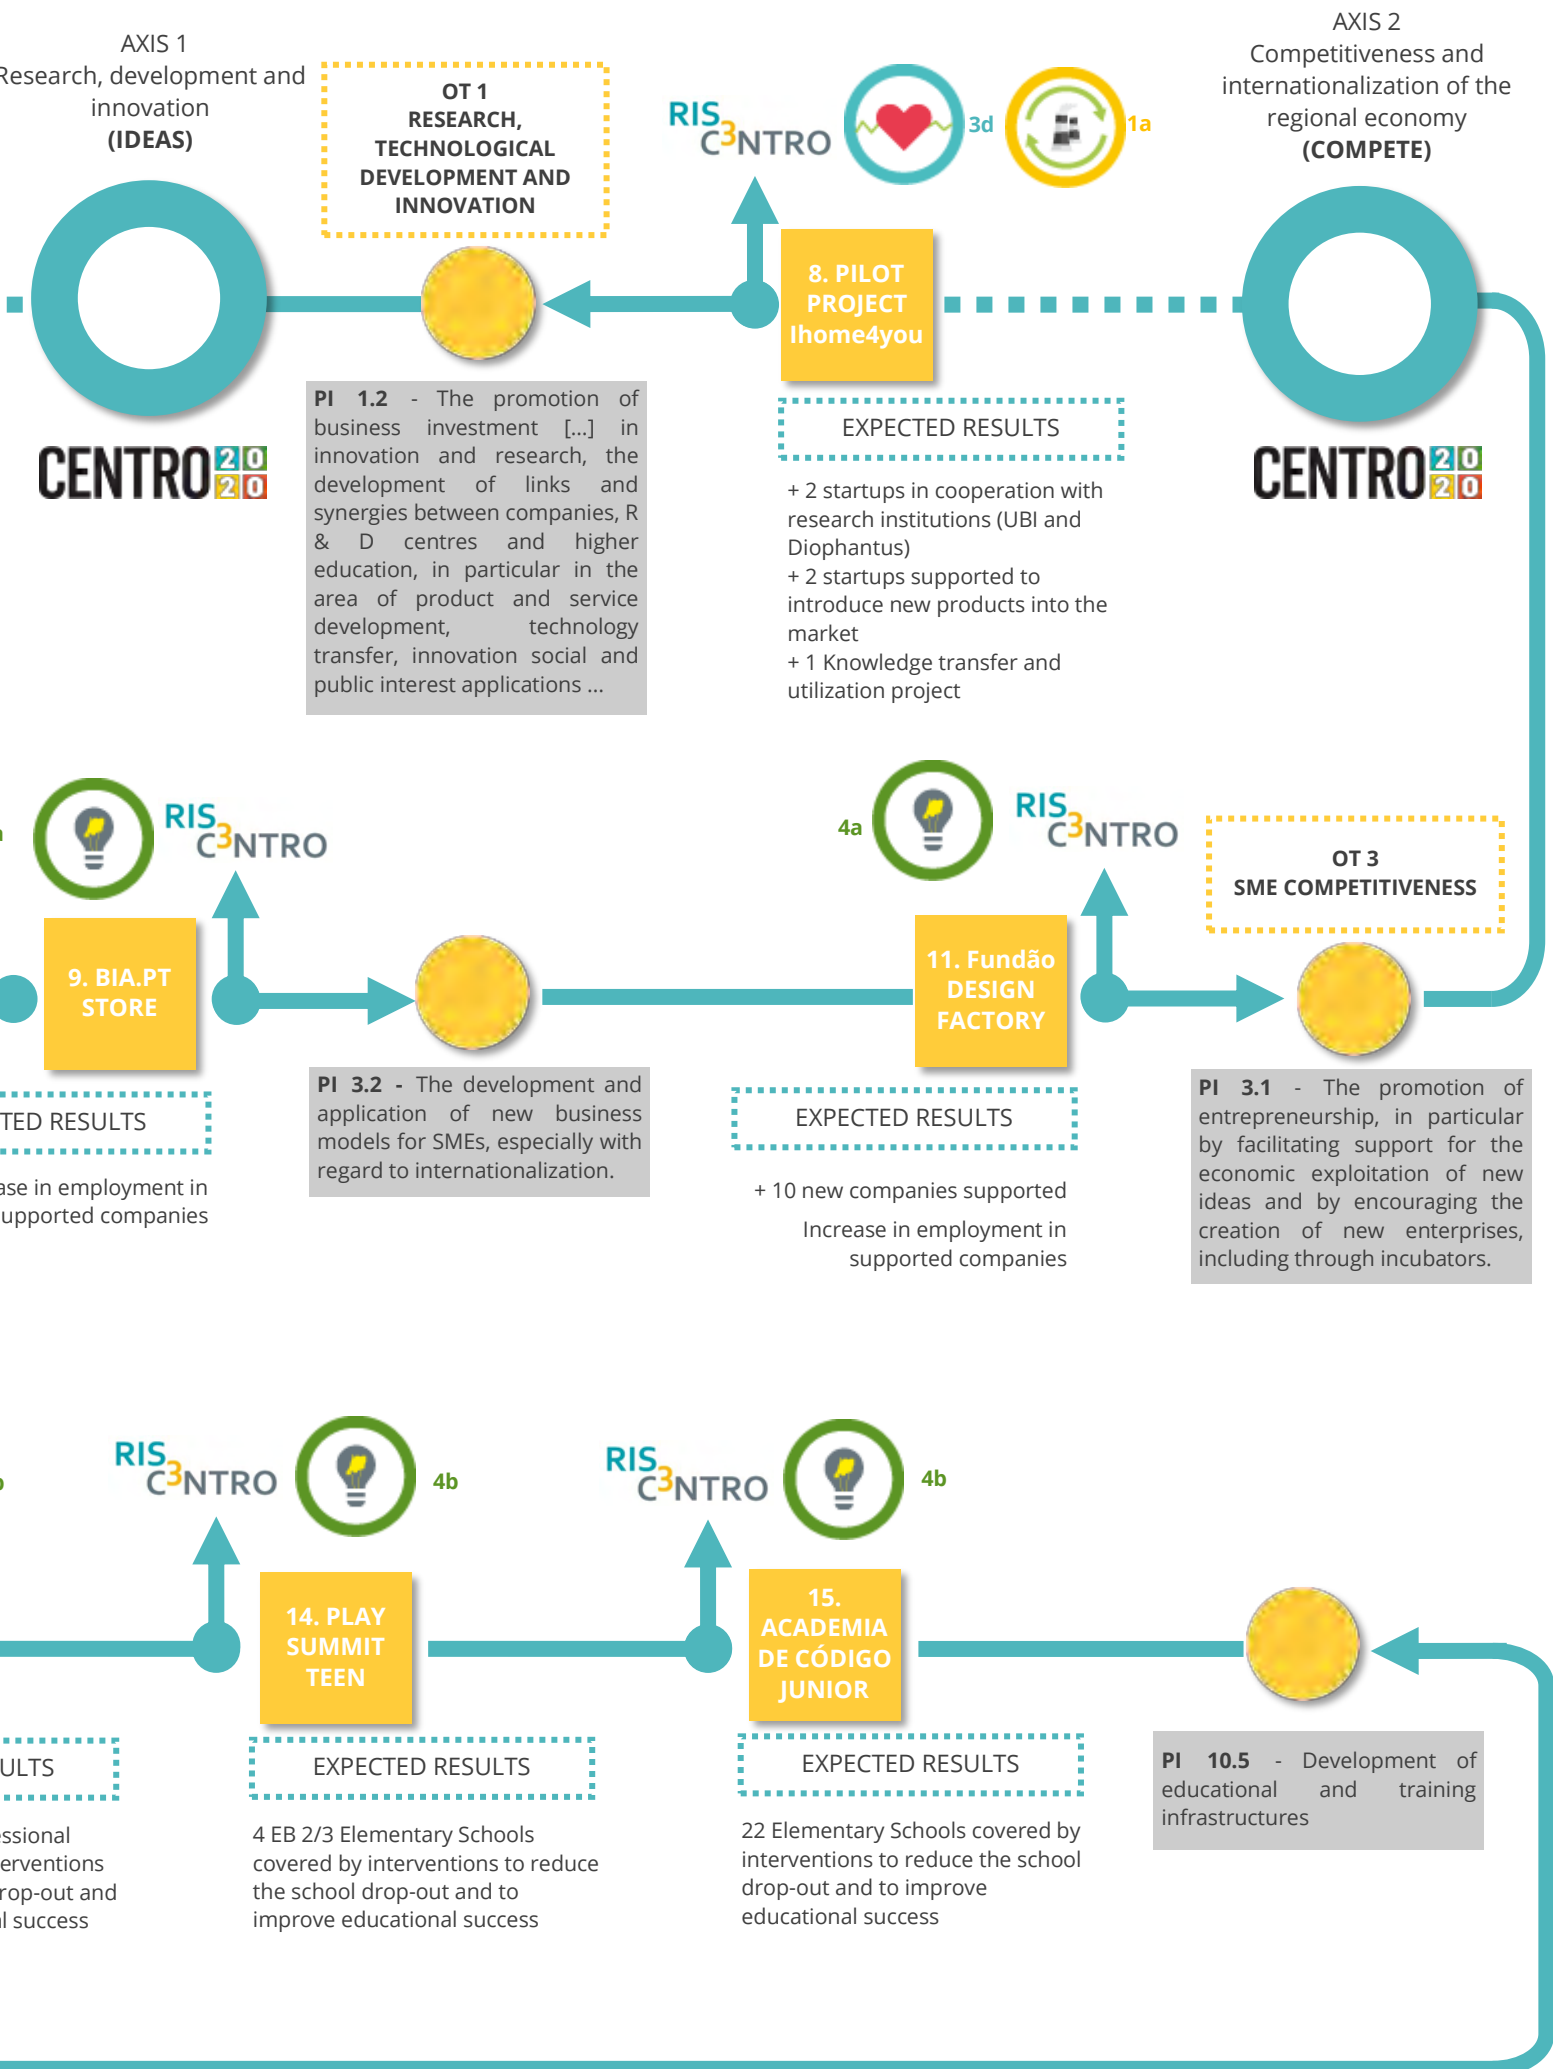 AXIS 1
Research, development and
innovation
(IDEAS)
OT 1
RESEARCH,
TECHNOLOGICAL
DEVELOPMENT AND
INNOVATION
RIS
C3NTRO
3d
1a
AXIS 2
Competitiveness and
internationalization of the
regional economy
(COMPETE)
8. PILOT
PROJECT
Ihome4you
CENTRO 20
20
PI 1.2 - The promotion of
business investment [...] in
innovation and research, the
development of links and
synergies between companies, R
& D centres and higher
education, in particular in the
area of product and service
development, technology
transfer, innovation social and
public interest applications ...
EXPECTED RESULTS
+ 2 startups in cooperation with
research institutions (UBI and
Diophantus)
+ 2 startups supported to
introduce new products into the
market
+ 1 Knowledge transfer and
utilization project
CENTRO 20
20
RIS
C3NTRO
4a
RIS
C3NTRO
OT 3
SME COMPETITIVENESS
9. BIA.PT
STORE
11. Fundão
DESIGN
FACTORY
TED RESULTS
ase in employment in
upported companies
PI 3.2 - The development and
application of new business
models for SMEs, especially with
regard to internationalization.
EXPECTED RESULTS
+ 10 new companies supported
Increase in employment in
supported companies
PI 3.1 - The promotion of
entrepreneurship, in particular
by facilitating support for the
economic exploitation of new
ideas and by encouraging the
creation of new enterprises,
including through incubators.
RIS
C3NTRO
4b
RIS
C3NTRO
4b
14. PLAY
SUMMIT
TEEN
15.
ACADEMIA
DE CÓDIGO
JUNIOR
ULTS
essional
erventions
rop-out and
al success
EXPECTED RESULTS
4 EB 2/3 Elementary Schools
covered by interventions to reduce
the school drop-out and to
improve educational success
EXPECTED RESULTS
22 Elementary Schools covered by
interventions to reduce the school
drop-out and to improve
educational success
PI 10.5 - Development of
educational and training
infrastructures